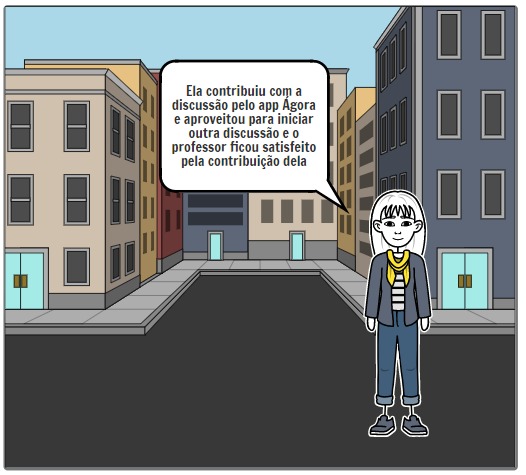 Ela contribuiu com a
discussão pelo app Ágora
e aproveitou para iniciar
outra discussão e o
professor ficou satisfeito
pela contribuição dela